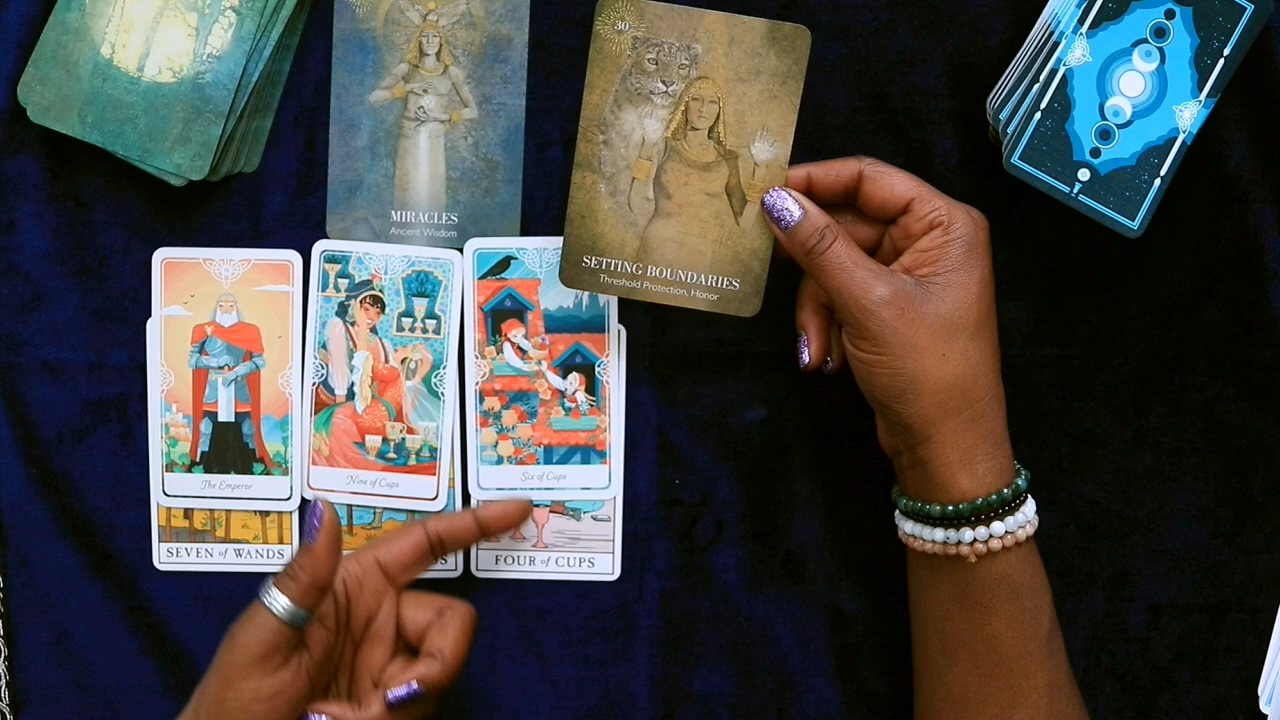 30
MIRACLES
Ancient Wisdom
SETTING BOUNDARIES
Threshold Protection, Honor
The Emperor
Nine of Cups
Six of Cups
SEVEN of WANDS
FOUR of CUPS